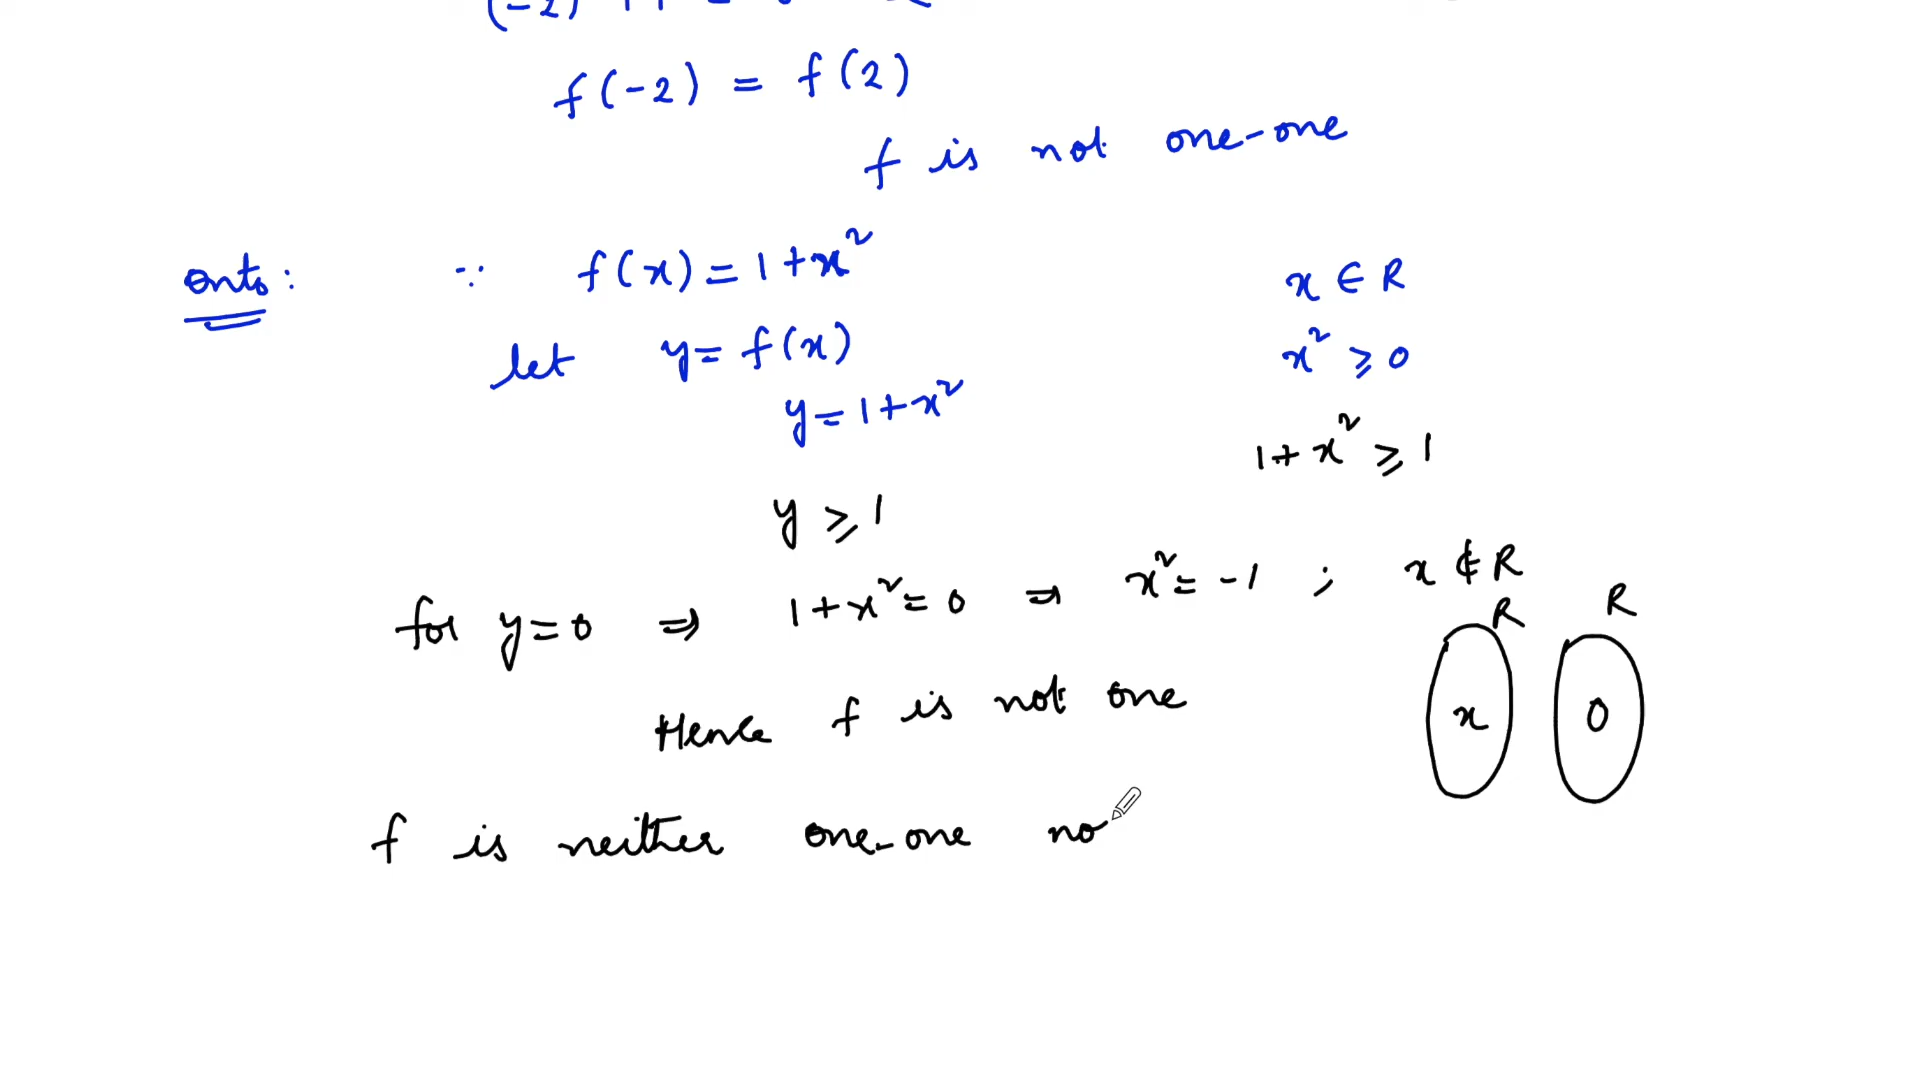 f(-2) = f(2)
f is not one-one
onto: ∵ f(x) = 1+x² x ∈ R
let y = f(x) x² ⩾ 0
y = 1+x²
1+x² ⩾ 1
y ⩾ 1
for y=0 ⇒ 1+x²=0 ⇒ x²=-1 ; x ∉ R
R R
Hence f is not one
x 0
f is neither one-one no